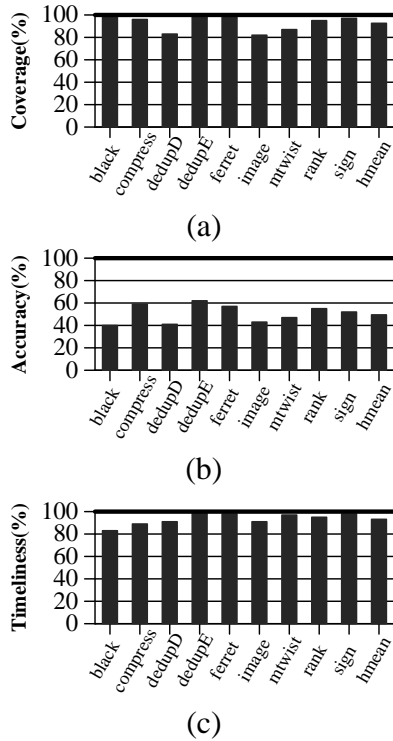 Coverage(%)
100
80
60
40
20
0
black
compress
dedupD
dedupE
ferret
image
mtwist
rank
sign
hmean
(a)
Accuracy(%)
100
80
60
40
20
0
black
compress
dedupD
dedupE
ferret
image
mtwist
rank
sign
hmean
(b)
Timeliness(%)
100
80
60
40
20
0
black
compress
dedupD
dedupE
ferret
image
mtwist
rank
sign
hmean
(c)